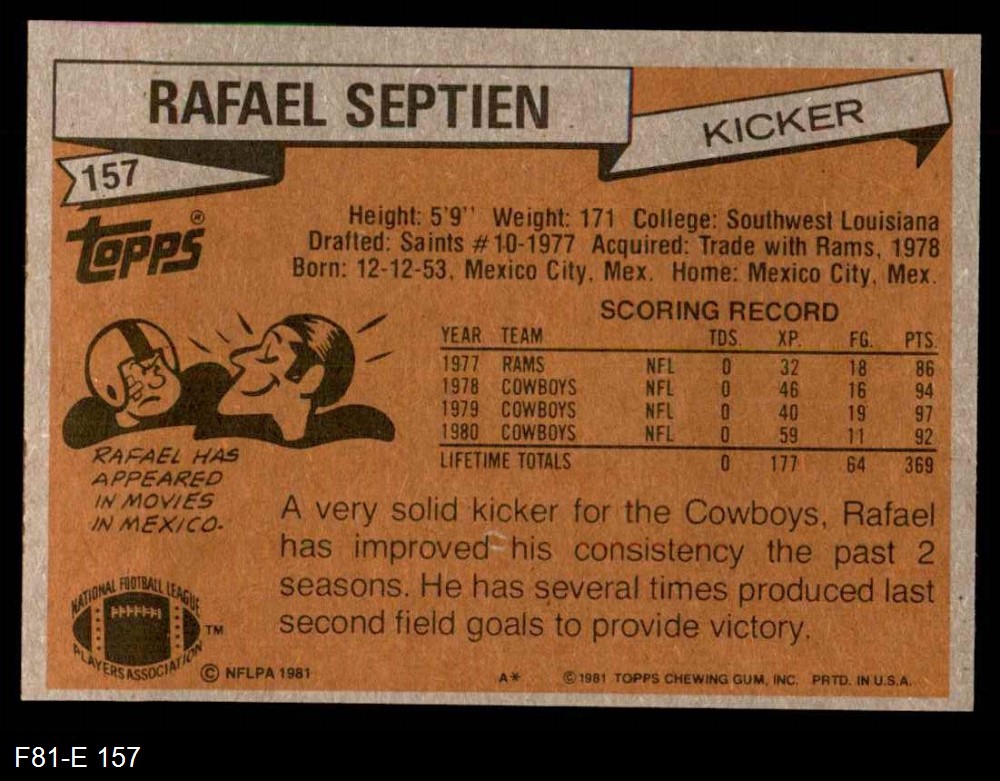 RAFAEL SEPTIEN
KICKER
157
topps®
Height: 5'9'' Weight: 171 College: Southwest Louisiana
Drafted: Saints #10-1977 Acquired: Trade with Rams, 1978
Born: 12-12-53, Mexico City, Mex. Home: Mexico City, Mex.
SCORING RECORD
YEAR TEAM TDS. XP. FG. PTS.
1977 RAMS NFL 0 32 18 86
1978 COWBOYS NFL 0 46 16 94
1979 COWBOYS NFL 0 40 19 97
1980 COWBOYS NFL 0 59 11 92
LIFETIME TOTALS 0 177 64 369
RAFAEL HAS
APPEARED
IN MOVIES
IN MEXICO.
A very solid kicker for the Cowboys, Rafael
has improved his consistency the past 2
seasons. He has several times produced last
second field goals to provide victory.
NATIONAL FOOTBALL LEAGUE
PLAYERS ASSOCIATION
TM
© NFLPA 1981
A* © 1981 TOPPS CHEWING GUM, INC. PRTD. IN U.S.A.
F81-E 157